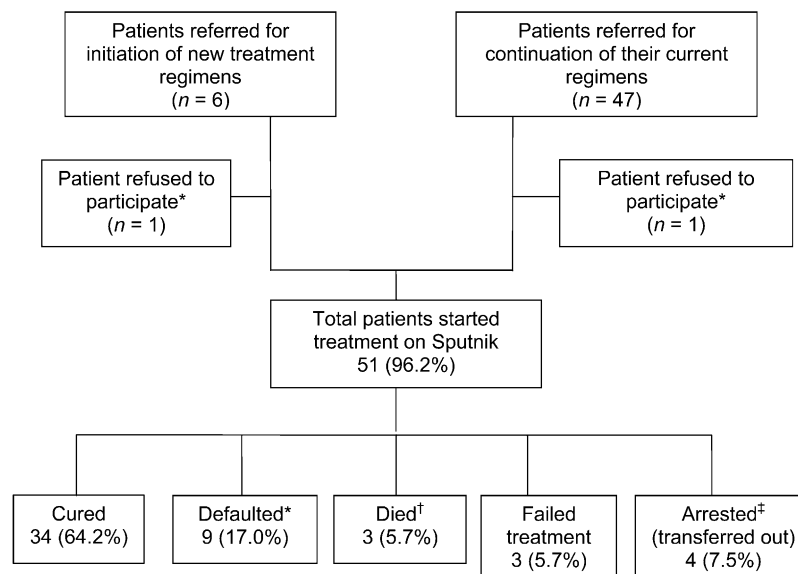 Patients referred for
initiation of new treatment
regimens
(n = 6)
Patients referred for
continuation of their current
regimens
(n = 47)
Patient refused to
participate*
(n = 1)
Patient refused to
participate*
(n = 1)
Total patients started
treatment on Sputnik
51 (96.2%)
Cured
34 (64.2%)
Defaulted*
9 (17.0%)
Died†
3 (5.7%)
Failed
treatment
3 (5.7%)
Arrested‡
(transferred out)
4 (7.5%)